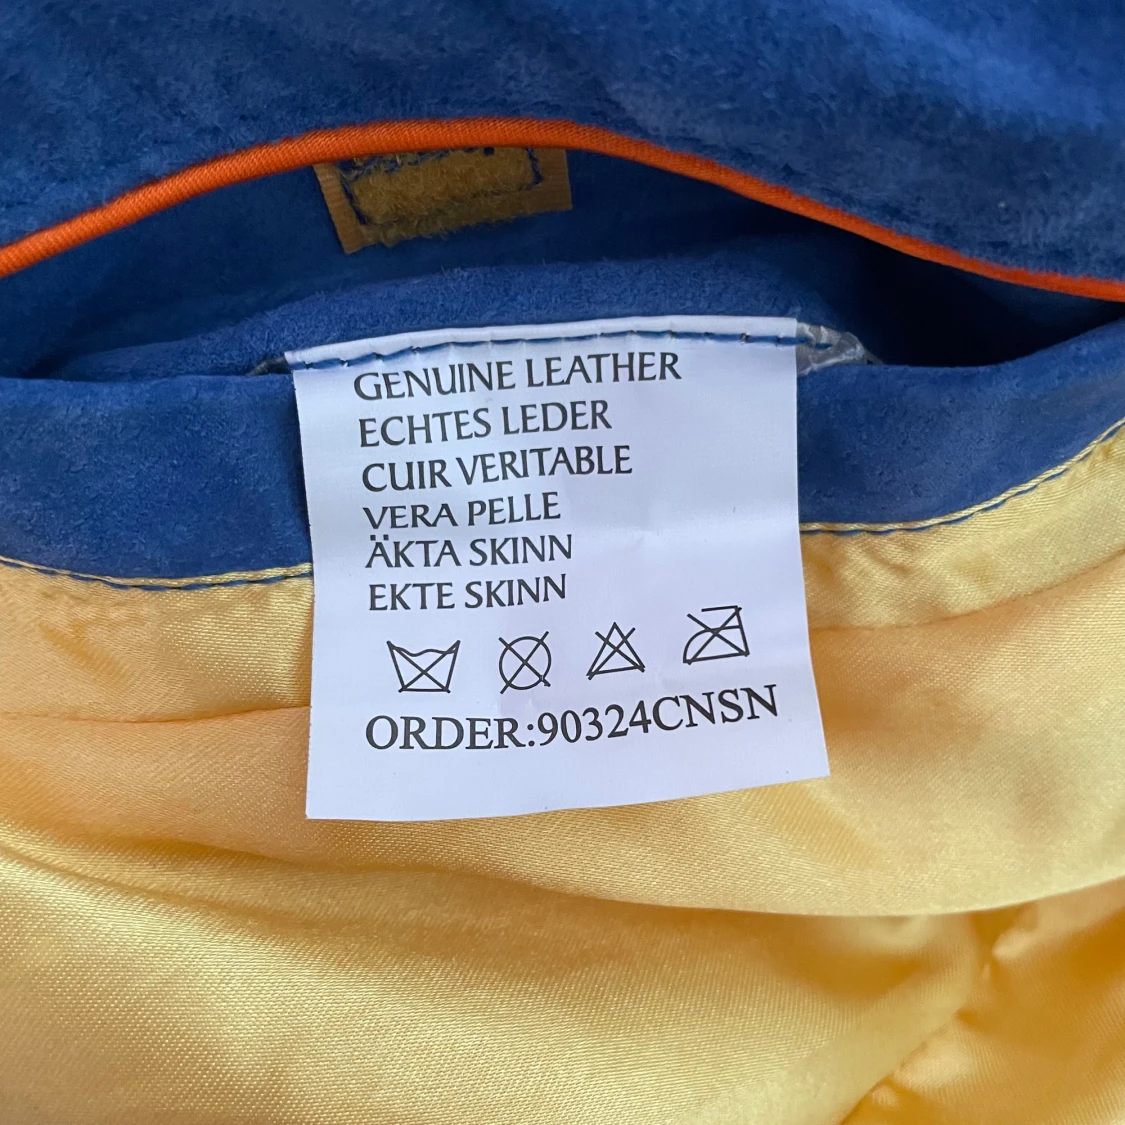 GENUINE LEATHER
ECHTES LEDER
CUIR VERITABLE
VERA PELLE
ÄKTA SKINN
EKTE SKINN
ORDER:90324CNSN